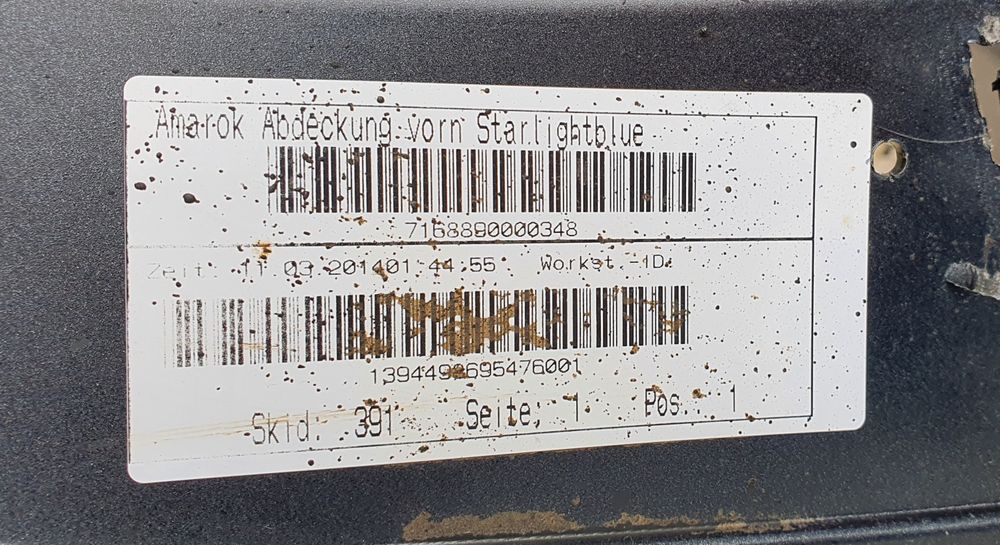 Amarok Abdeckung vorn Starlightblue
7168890000348
Zeit: 11.03.201401:44:55 Workst.-ID:
1394492695476001
Skid: 391 Seite: 1 Pos.: 1